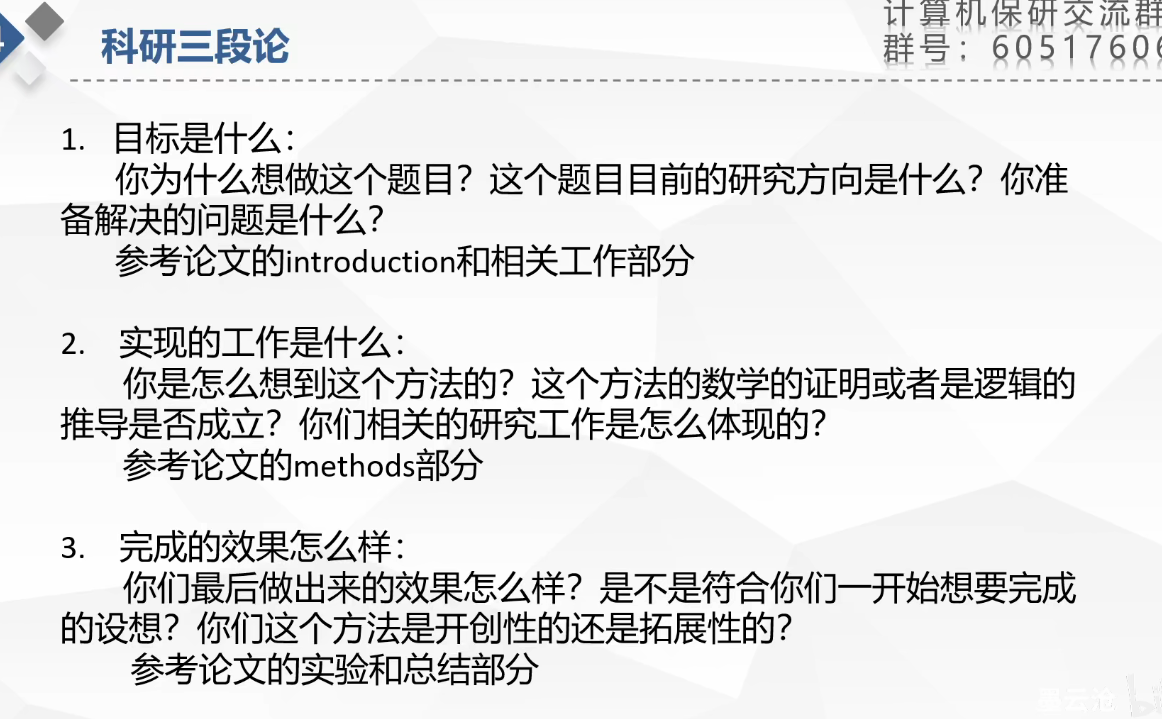 科研三段论
计算机保研交流群
群号：6051760
1. 目标是什么：
你为什么想做这个题目？这个题目目前的研究方向是什么？你准
备解决的问题是什么？
参考论文的introduction和相关工作部分
2. 实现的工作是什么：
你是怎么想到这个方法的？这个方法的数学的证明或者是逻辑的
推导是否成立？你们相关的研究工作是怎么体现的？
参考论文的methods部分
3. 完成的效果怎么样：
你们最后做出来的效果怎么样？是不是符合你们一开始想要完成
的设想？你们这个方法是开创性的还是拓展性的？
参考论文的实验和总结部分
墨云沧